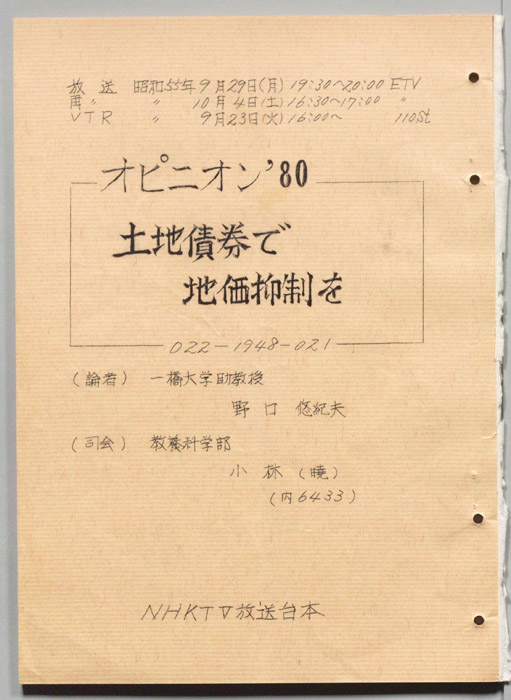 放送 昭和55年9月29日(月) 19:30〜20:00 ETV
再〃 〃 10月4日(土) 16:30〜17:00 〃
VTR 〃 9月23日(火) 16:00〜 110St
オピニオン'80
土地債券で
地価抑制を
022-1948-021
(論者) 一橋大学助教授
野口 悠紀夫
(司会) 教養科学部
小林(暁)
(内6433)
NHKTV放送台本